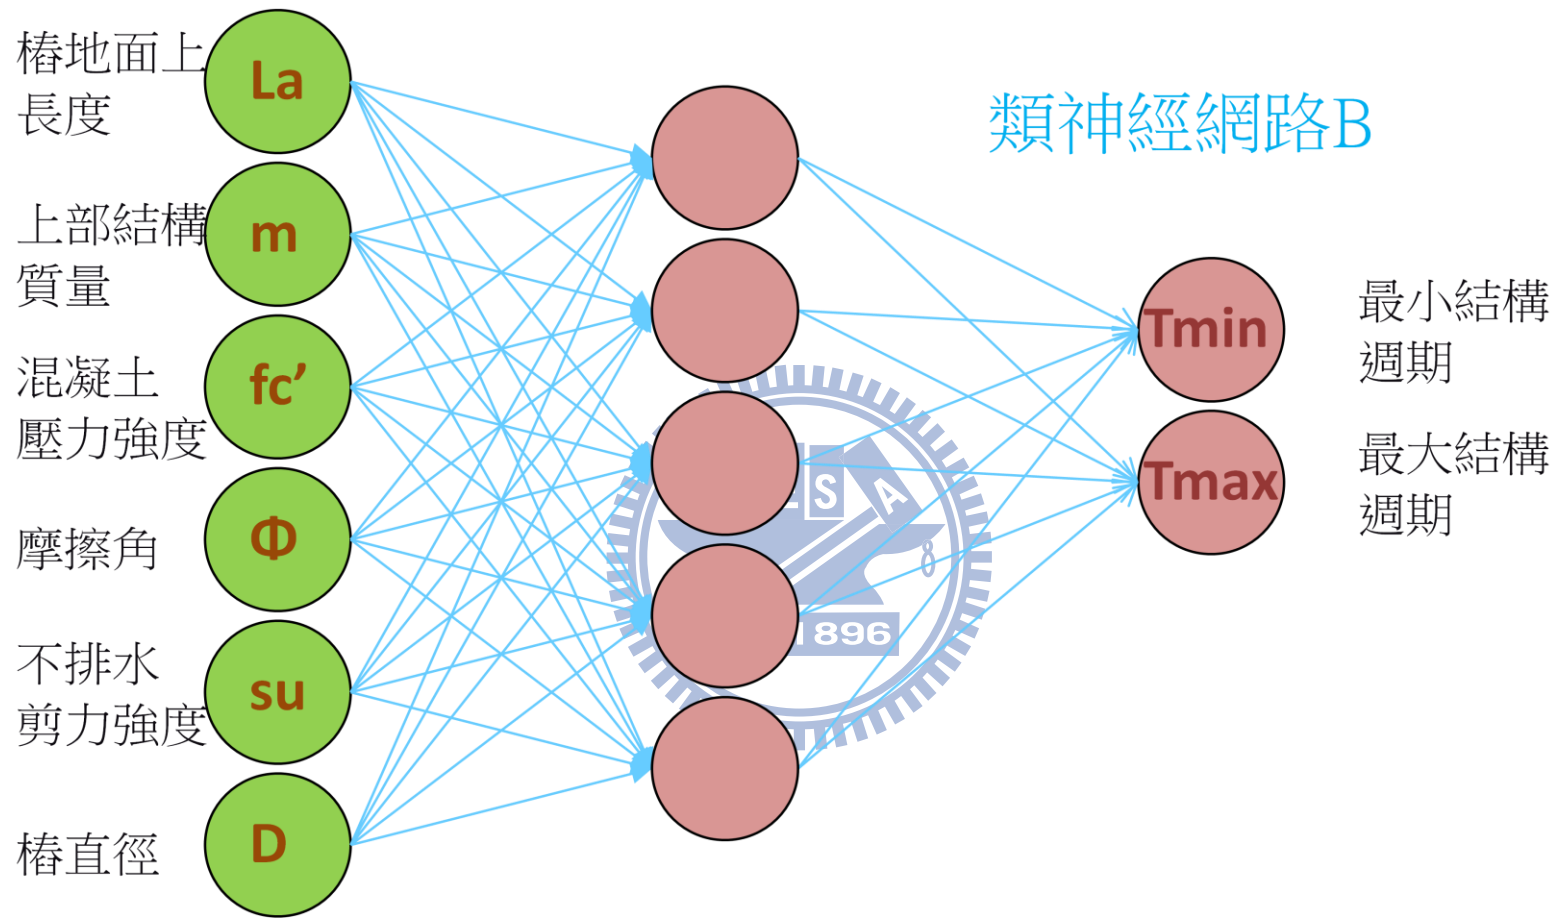 類神經網路B
樁地面上
長度
La
上部結構
質量
m
混凝土
壓力強度
fc’
摩擦角
Φ
不排水
剪力強度
su
樁直徑
D
Tmin
最小結構
週期
Tmax
最大結構
週期
E S A
1896